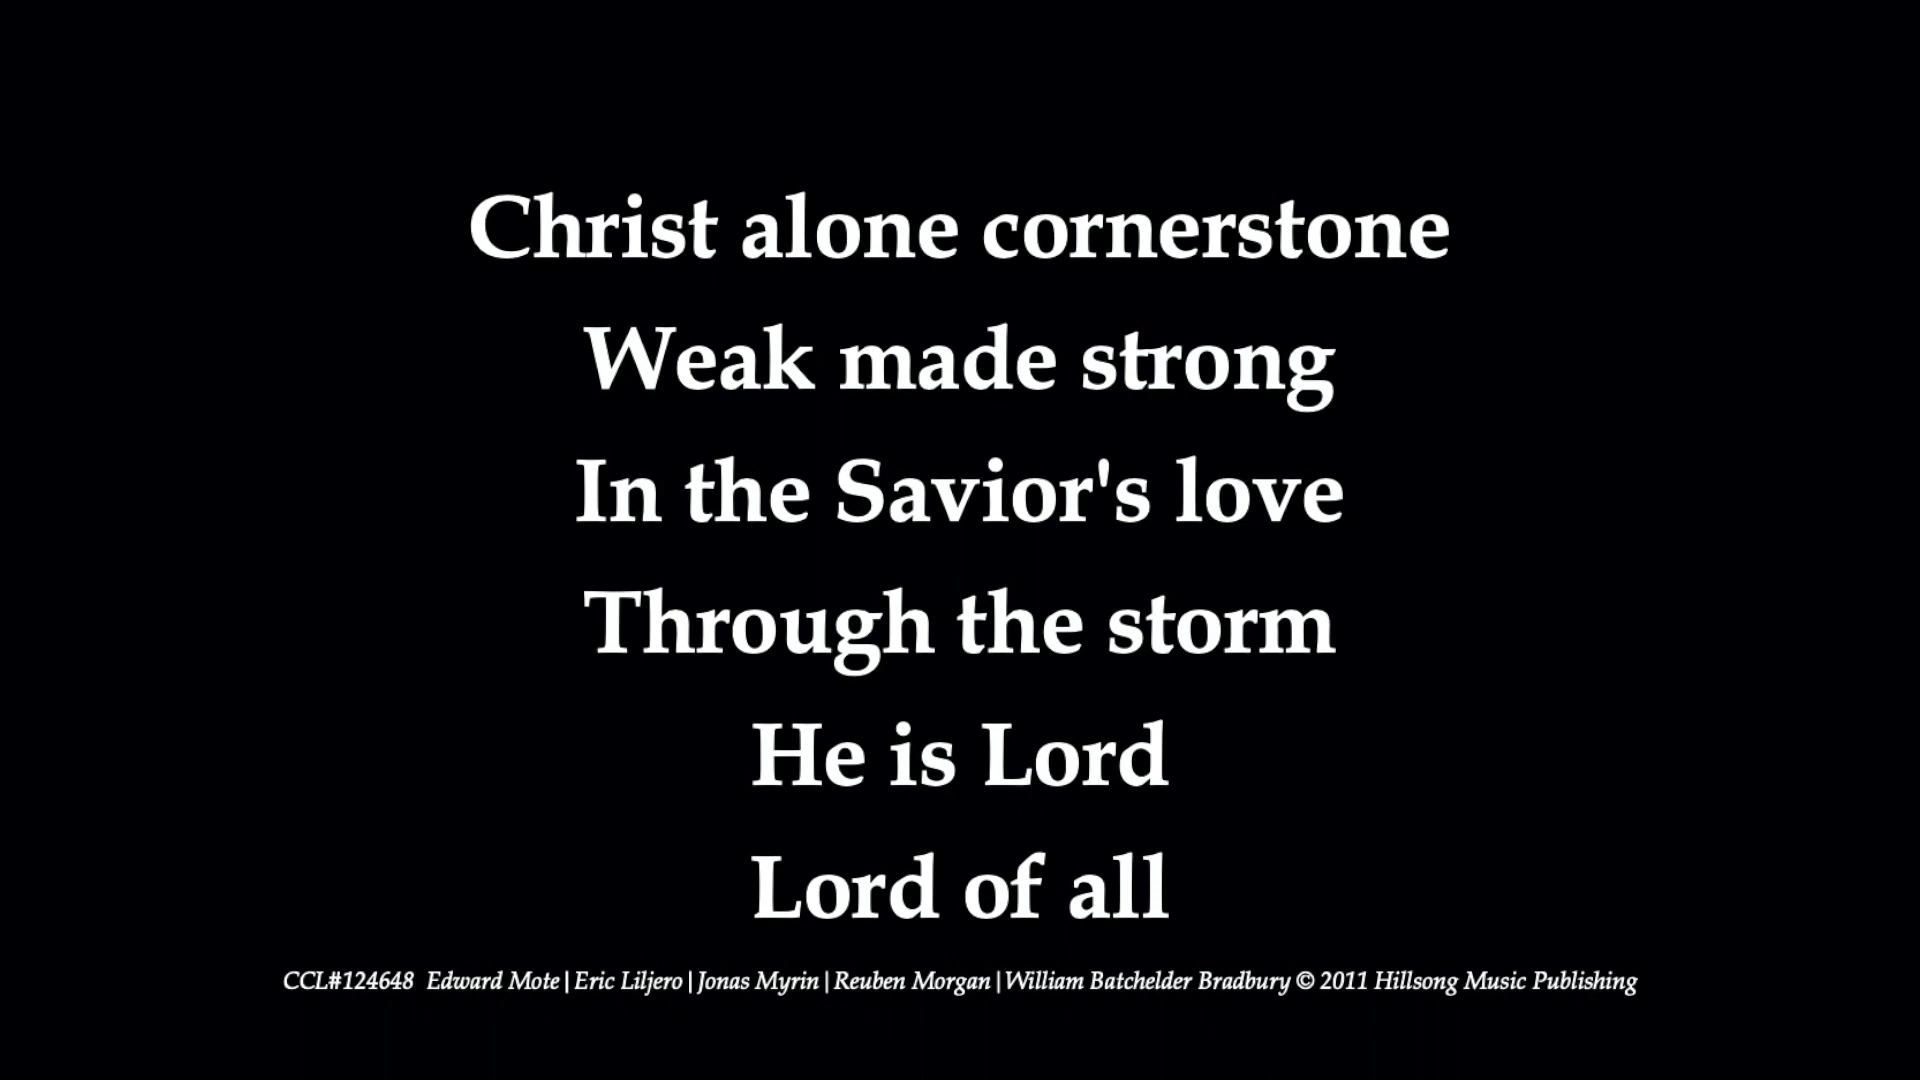 Christ alone cornerstone
Weak made strong
In the Savior's love
Through the storm
He is Lord
Lord of all
CCL#124648 Edward Mote|Eric Liljero|Jonas Myrin|Reuben Morgan|William Batchelder Bradbury © 2011 Hillsong Music Publishing